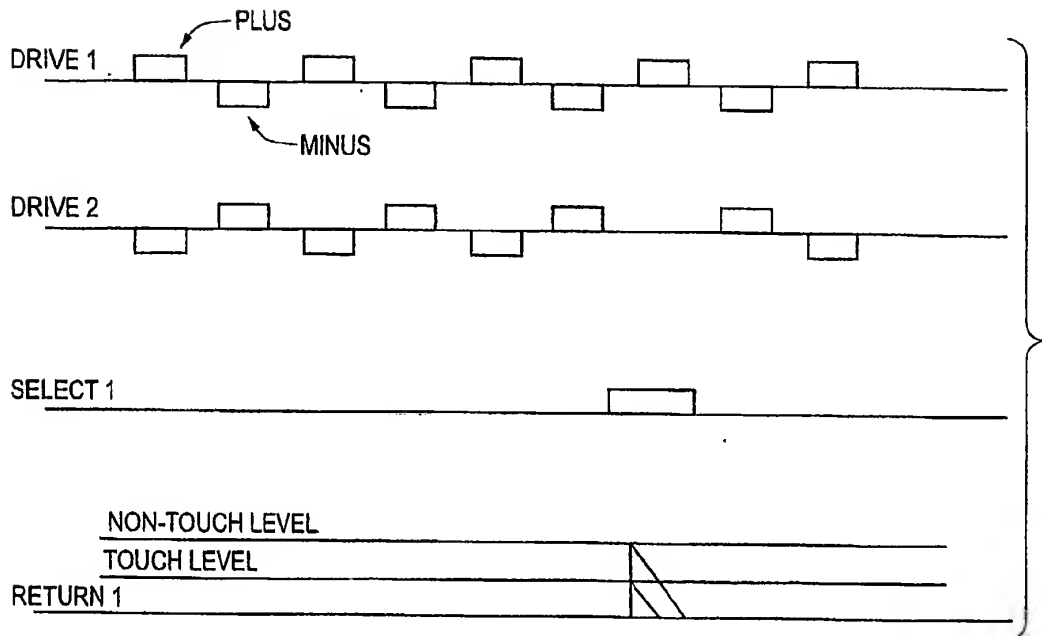 PLUS
DRIVE 1
MINUS
DRIVE 2
SELECT 1
NON-TOUCH LEVEL
TOUCH LEVEL
RETURN 1